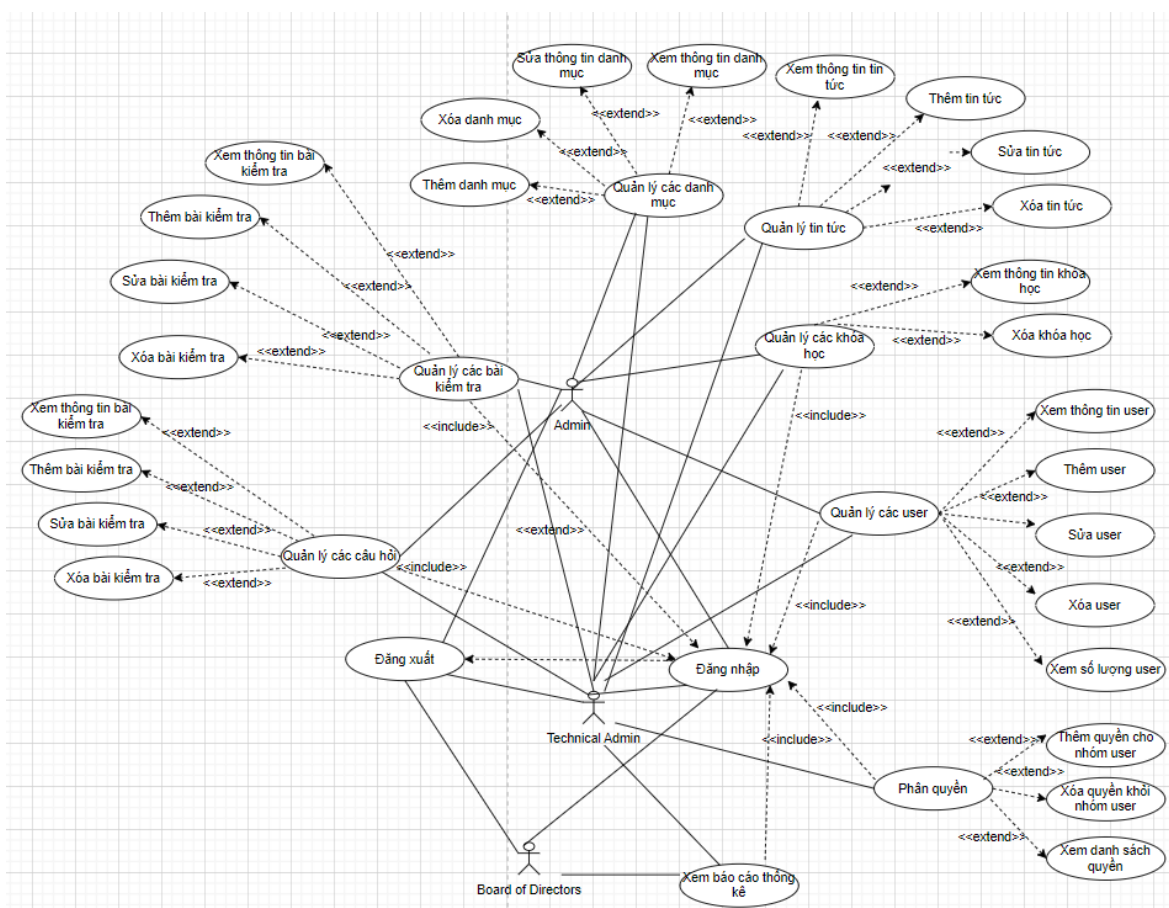 Sửa thông tin danh
mục
Xem thông tin danh
mục
Xem thông tin tin
tức
Thêm tin tức
<<extend>>
<<extend>>
<<extend>>
<<extend>>
Xóa danh mục
<<extend>>
Sửa tin tức
<<extend>>
Xem thông tin bài
kiểm tra
Thêm danh mục
<<extend>>
Quản lý các danh
mục
Xóa tin tức
Thêm bài kiểm tra
Quản lý tin tức
<<extend>>
<<extend>>
Xem thông tin khóa
học
Sửa bài kiểm tra
<<extend>>
<<extend>>
<<extend>>
Quản lý các khóa
học
Xóa khóa học
<<extend>>
Xóa bài kiểm tra
<<extend>>
Quản lý các bài
kiểm tra
Admin
<<include>>
<<include>>
Xem thông tin bài
kiểm tra
<<extend>>
Xem thông tin user
<<extend>>
Thêm bài kiểm tra
<<extend>>
Thêm user
<<extend>>
Sửa bài kiểm tra
<<extend>>
Quản lý các user
Sửa user
<<extend>>
Quản lý các câu hỏi
<<include>>
<<extend>>
Xóa bài kiểm tra
<<extend>>
Xóa user
<<include>>
<<extend>>
Đăng xuất
Đăng nhập
Xem số lượng user
<<include>>
Technical Admin
<<include>>
<<extend>>
Thêm quyền cho
nhóm user
<<extend>>
Phân quyền
Xóa quyền khỏi
nhóm user
<<extend>>
Xem danh sách
quyền
Board of Directors
Xem báo cáo thống
kê